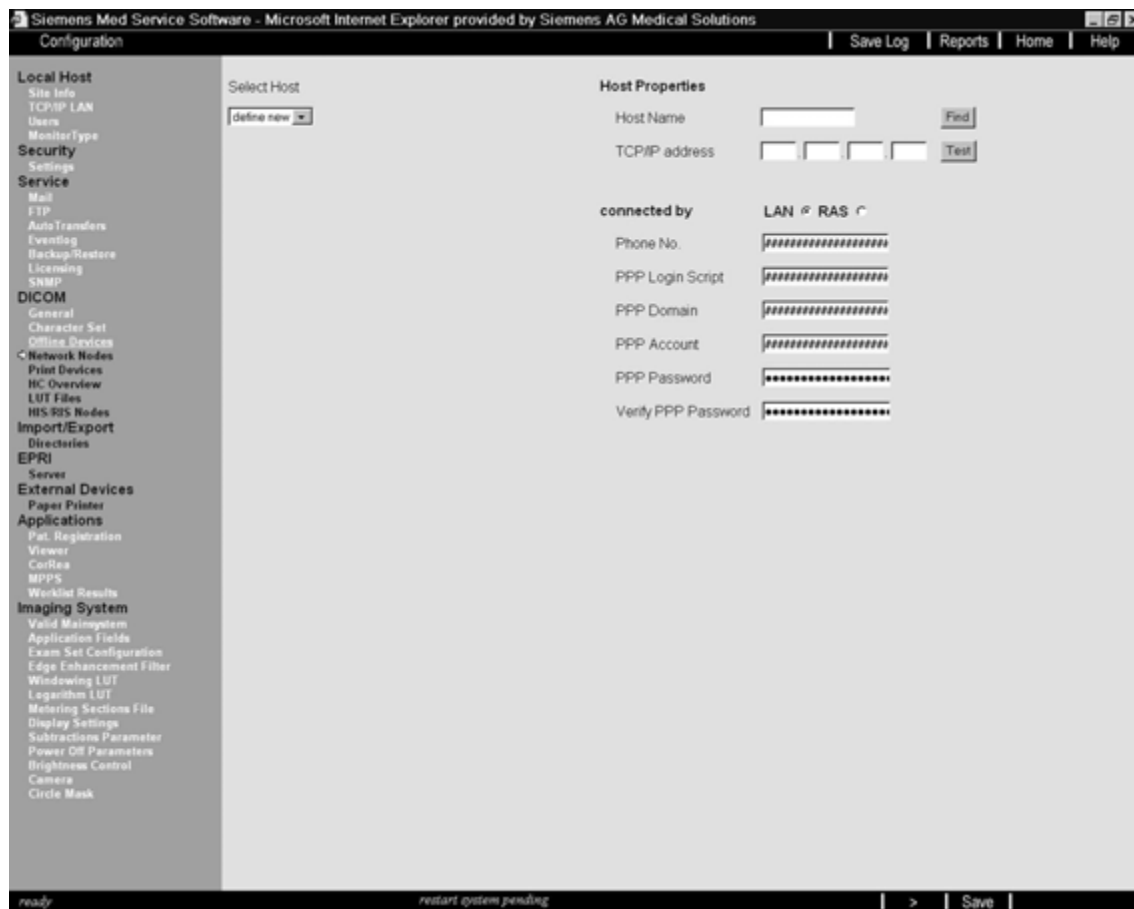 Siemens Med Service Software - Microsoft Internet Explorer provided by Siemens AG Medical Solutions
Configuration
Save Log
Reports
Home
Help
Local Host
Site Info
TCP/IP LAN
Users
MonitorType
Security
Settings
Service
Mail
FTP
AutoTransfers
Eventlog
Backup/Restore
Licensing
SNMP
DICOM
General
Character Set
Offline Devices
Network Nodes
Print Devices
HC Overview
LUT Files
HIS/RIS Nodes
Import/Export
Directories
EPRI
Server
External Devices
Paper Printer
Applications
Pat. Registration
Viewer
CorRea
MPPS
Worklist Results
Imaging System
Valid Mainsystem
Application Fields
Exam Set Configuration
Edge Enhancement Filter
Windowing LUT
Logarithm LUT
Metering Sections File
Display Settings
Subtractions Parameter
Power Off Parameters
Brightness Control
Camera
Circle Mask
Select Host
define new
Host Properties
Host Name
Find
TCP/IP address
Test
connected by LAN RAS
Phone No.
PPP Login Script
PPP Domain
PPP Account
PPP Password
Verify PPP Password
ready
restart system pending
>
Save